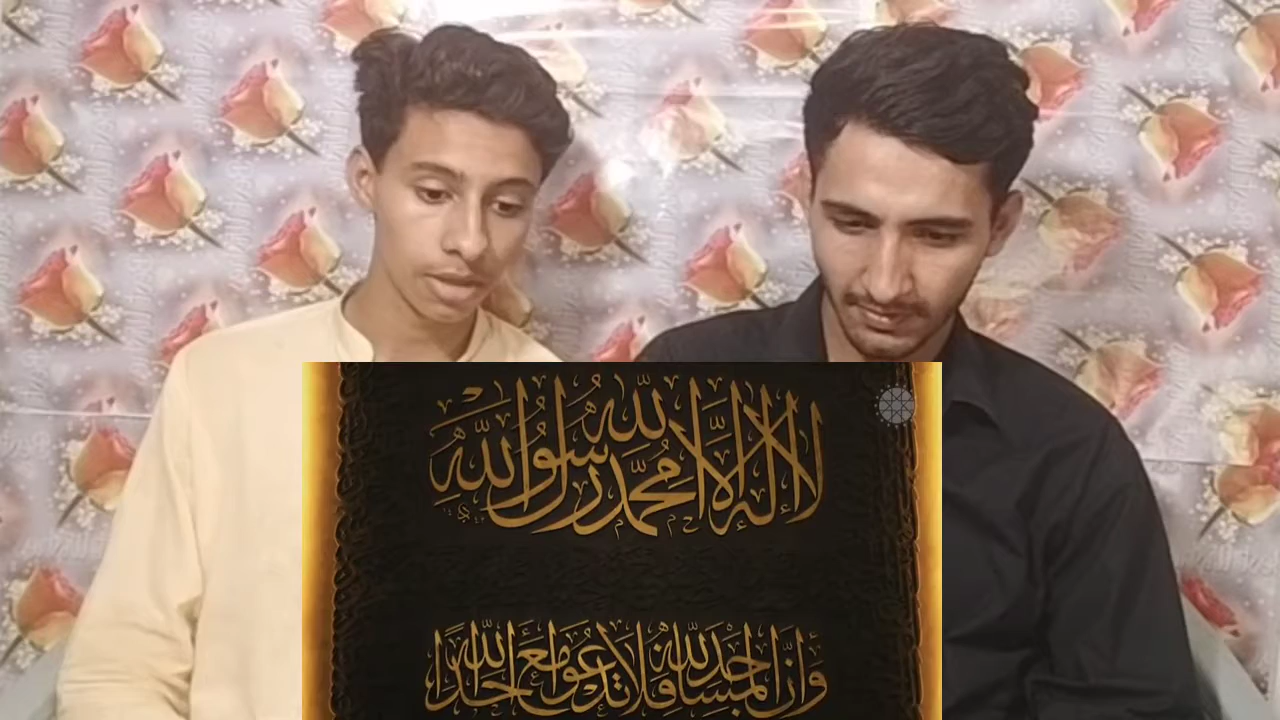 لا إله إلا الله محمد رسول الله
وأن المساجد لله فلا تدعوا مع الله أحدا